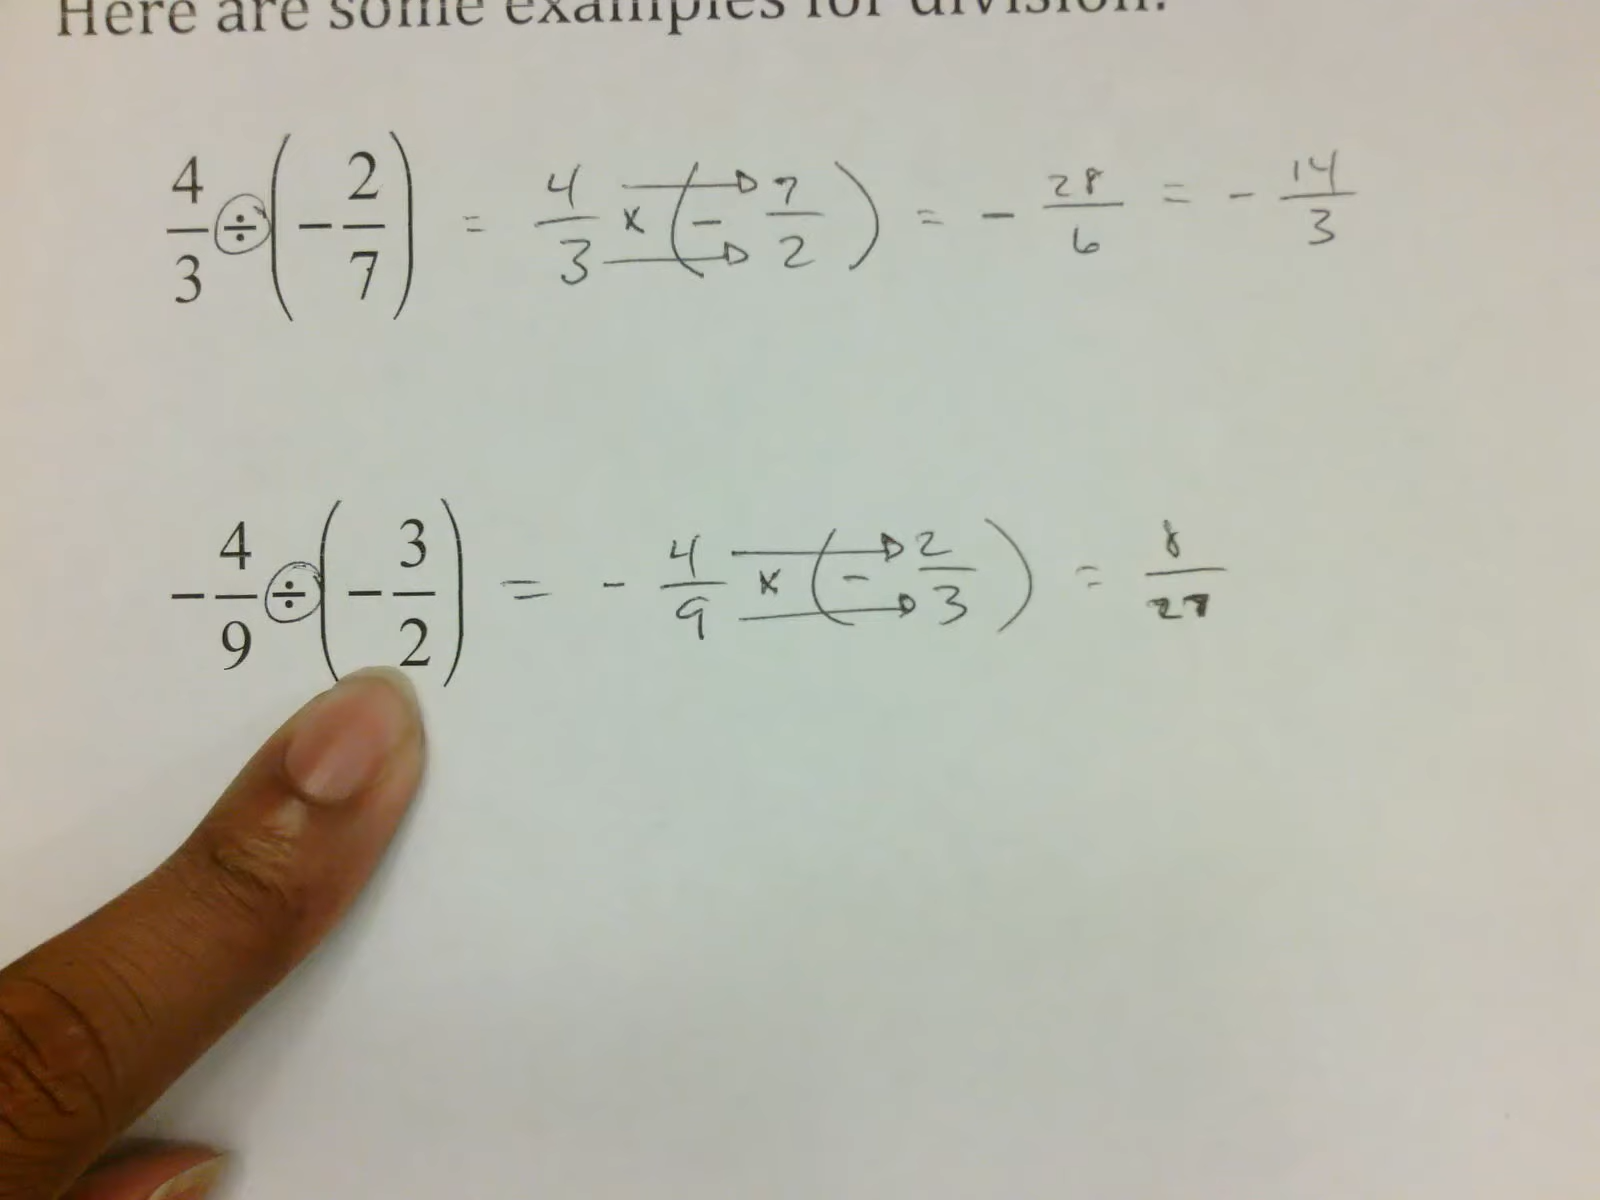 Here are some examples for division:
4/3 ÷ (− 2/7) = 4/3 × (− 7/2) = − 28/6 = − 14/3
− 4/9 ÷ (− 3/2) = − 4/9 × (− 2/3) = 8/27